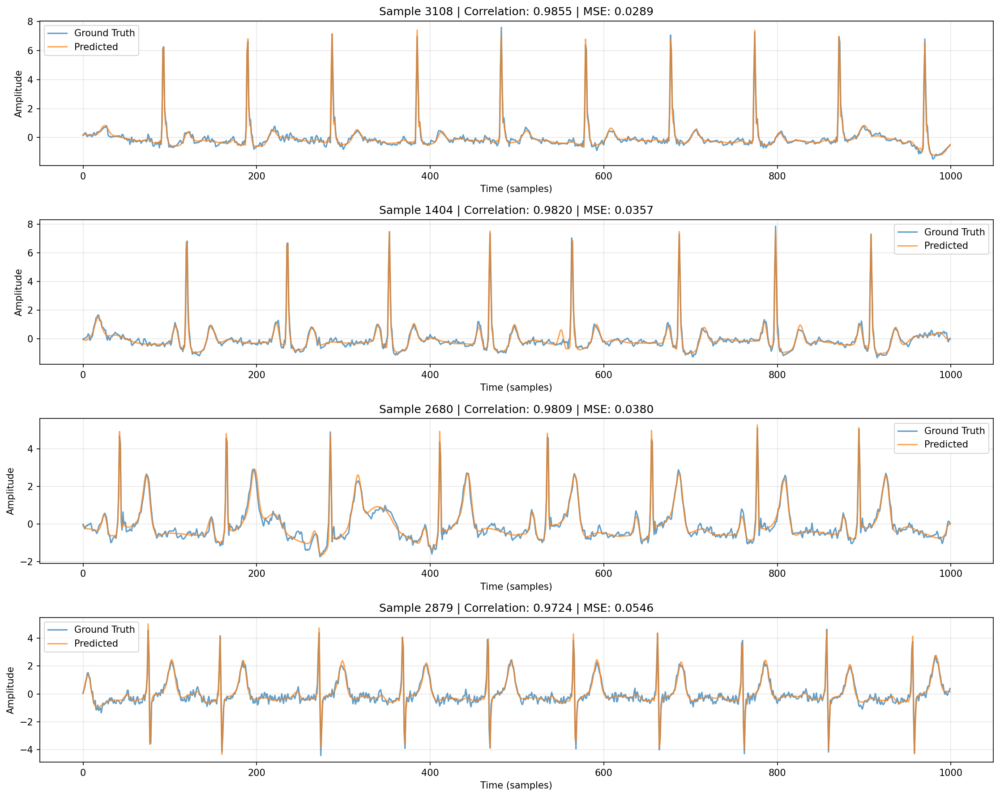 Sample 3108 | Correlation: 0.9855 | MSE: 0.0289
Ground Truth
Predicted
Amplitude
8
6
4
2
0
0 200 400 600 800 1000
Time (samples)
Sample 1404 | Correlation: 0.9820 | MSE: 0.0357
Ground Truth
Predicted
Amplitude
8
6
4
2
0
0 200 400 600 800 1000
Time (samples)
Sample 2680 | Correlation: 0.9809 | MSE: 0.0380
Ground Truth
Predicted
Amplitude
4
2
0
−2
0 200 400 600 800 1000
Time (samples)
Sample 2879 | Correlation: 0.9724 | MSE: 0.0546
Ground Truth
Predicted
Amplitude
4
2
0
−2
−4
0 200 400 600 800 1000
Time (samples)